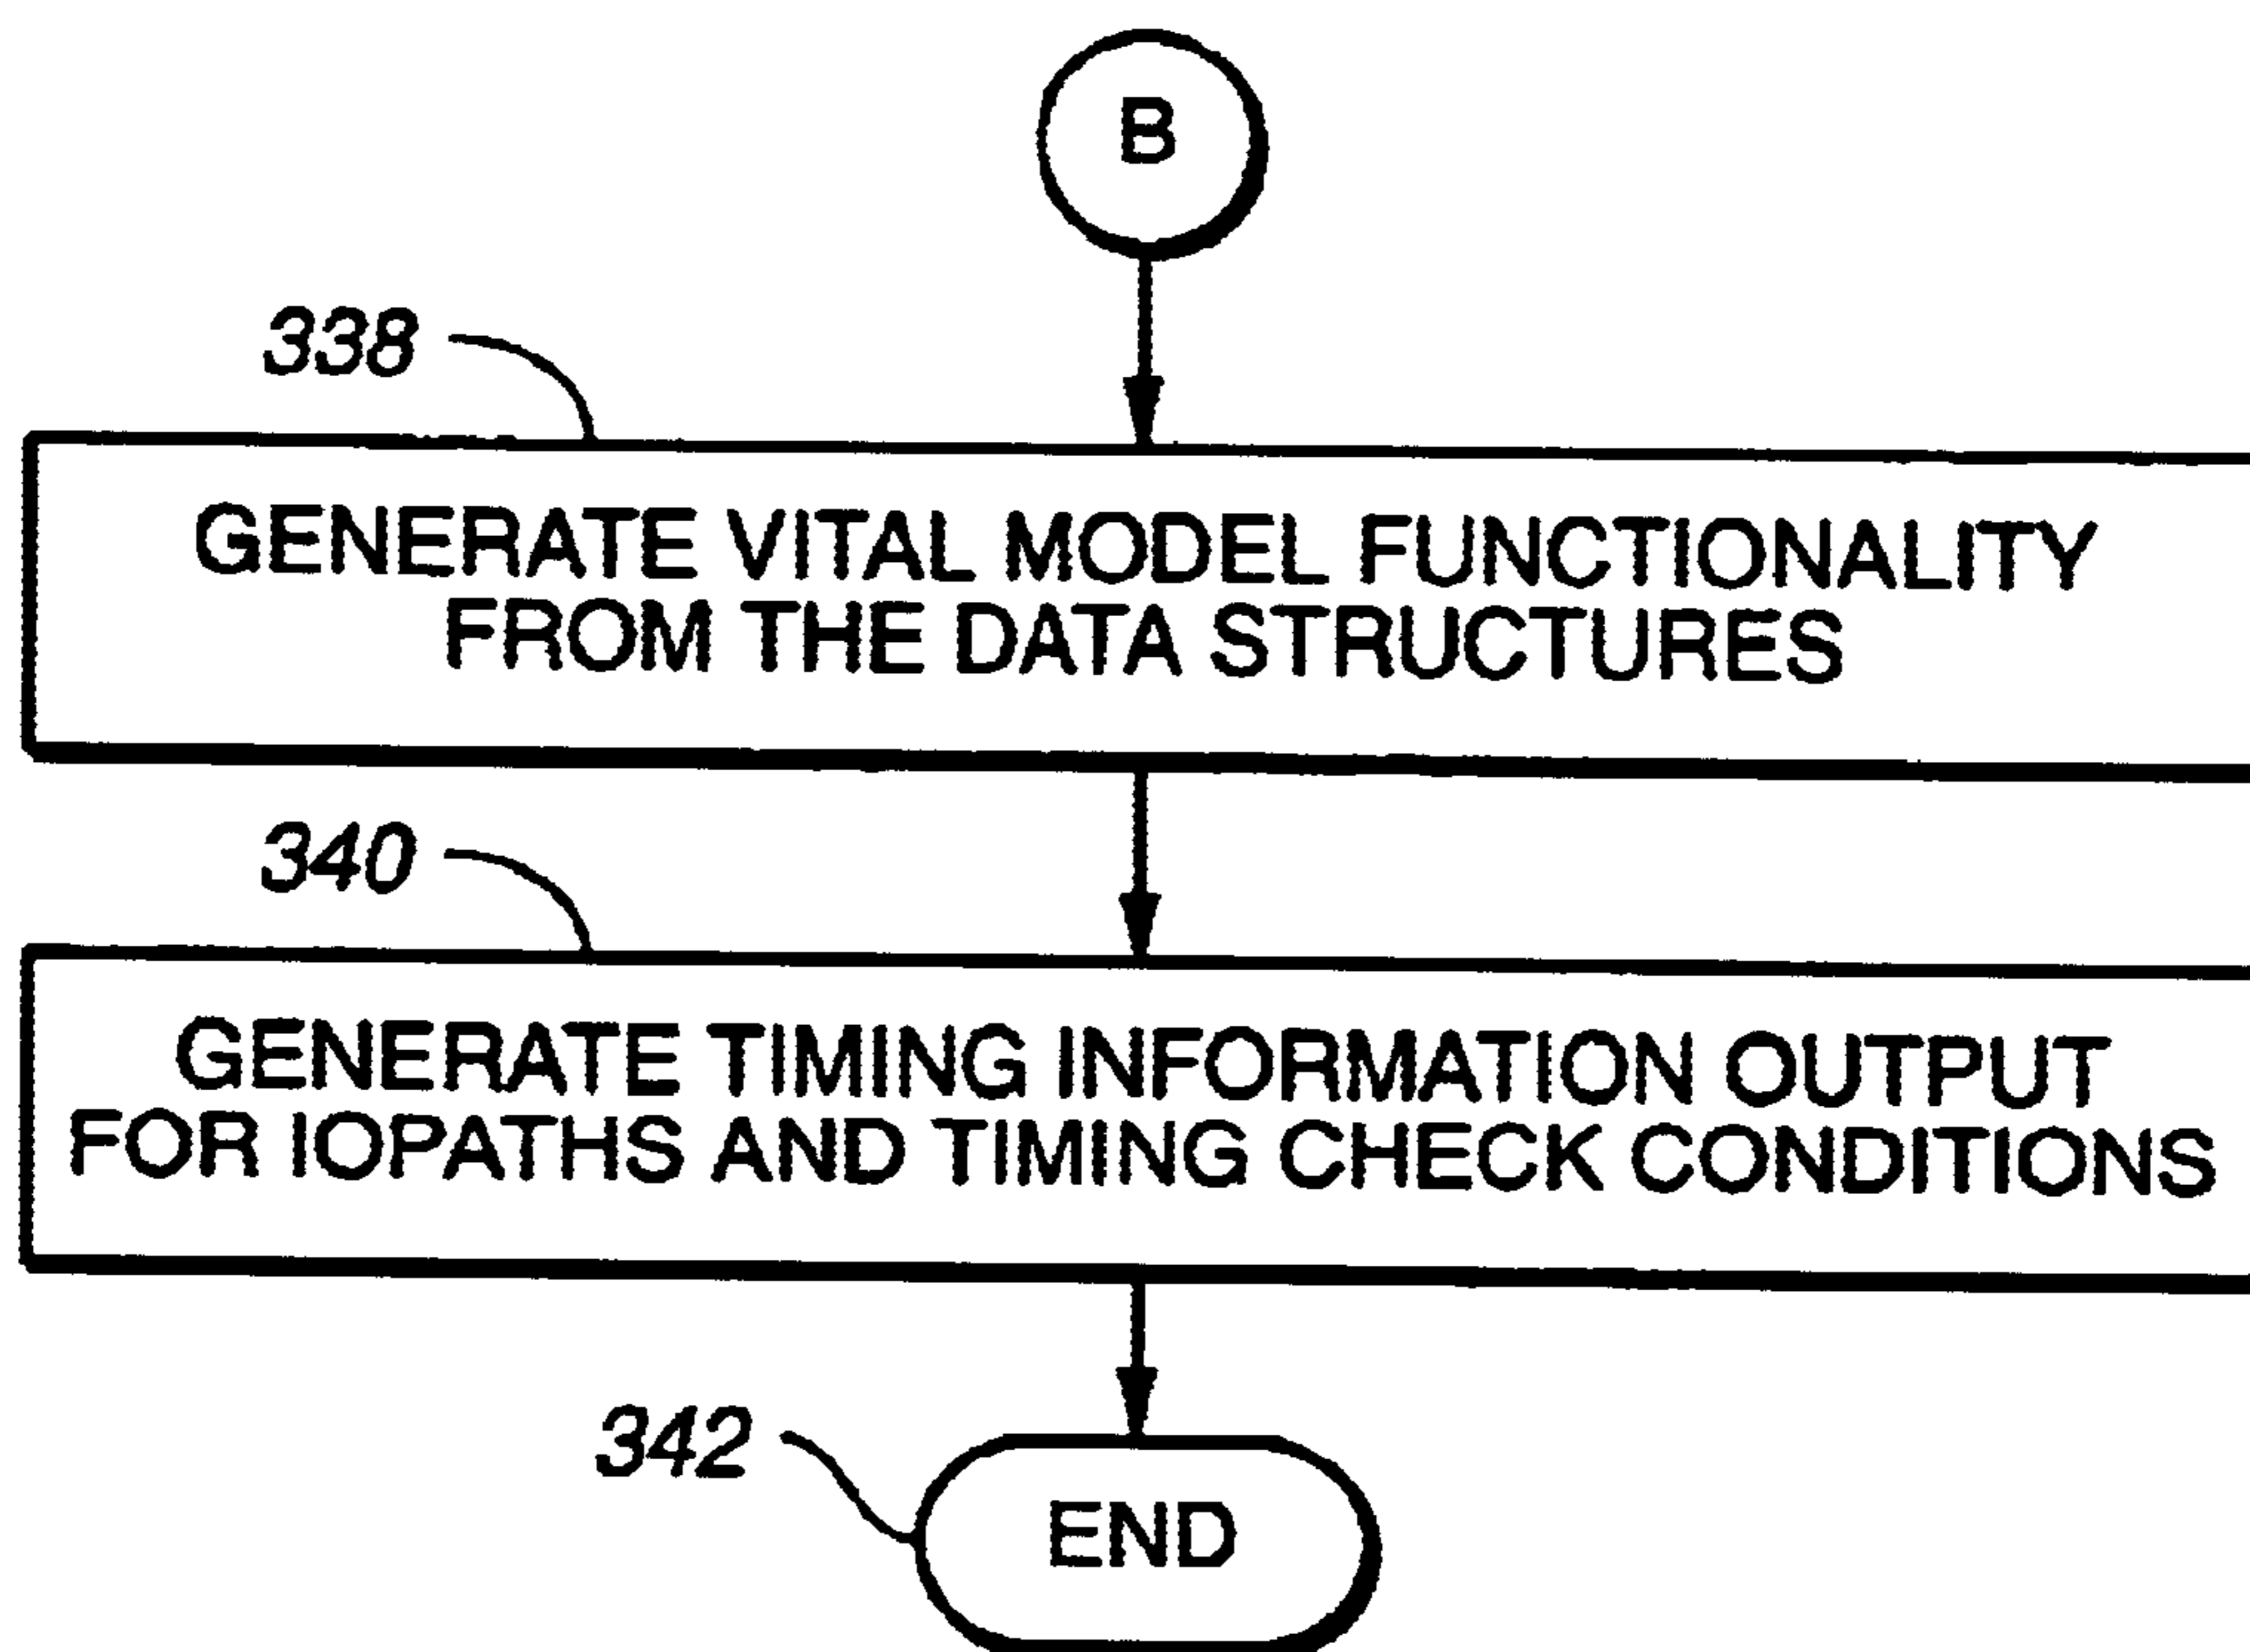 B
338
GENERATE VITAL MODEL FUNCTIONALITY
FROM THE DATA STRUCTURES
340
GENERATE TIMING INFORMATION OUTPUT
FOR IOPATHS AND TIMING CHECK CONDITIONS
342
END